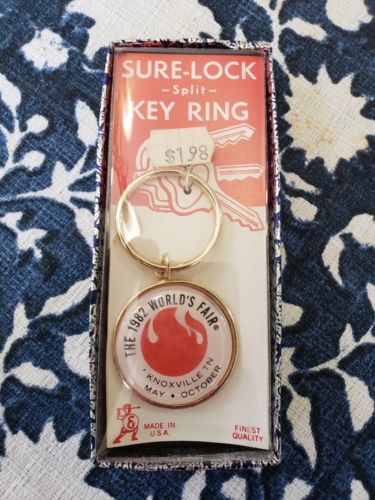 SURE-LOCK
-Split-
KEY RING
$1.98
THE 1982 WORLD'S FAIR©
• KNOXVILLE TN •
MAY • OCTOBER
MADE IN
U.S.A.
FINEST
QUALITY